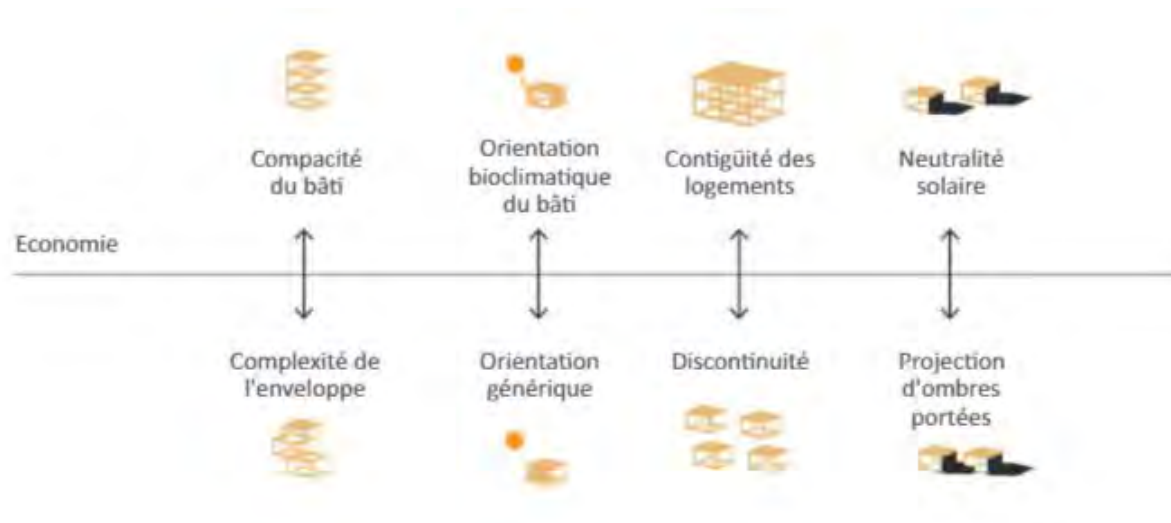 Compacité
du bâti
Orientation
bioclimatique
du bâti
Contigüité des
logements
Neutralité
solaire
Economie
Complexité de
l'enveloppe
Orientation
générique
Discontinuité
Projection
d'ombres
portées